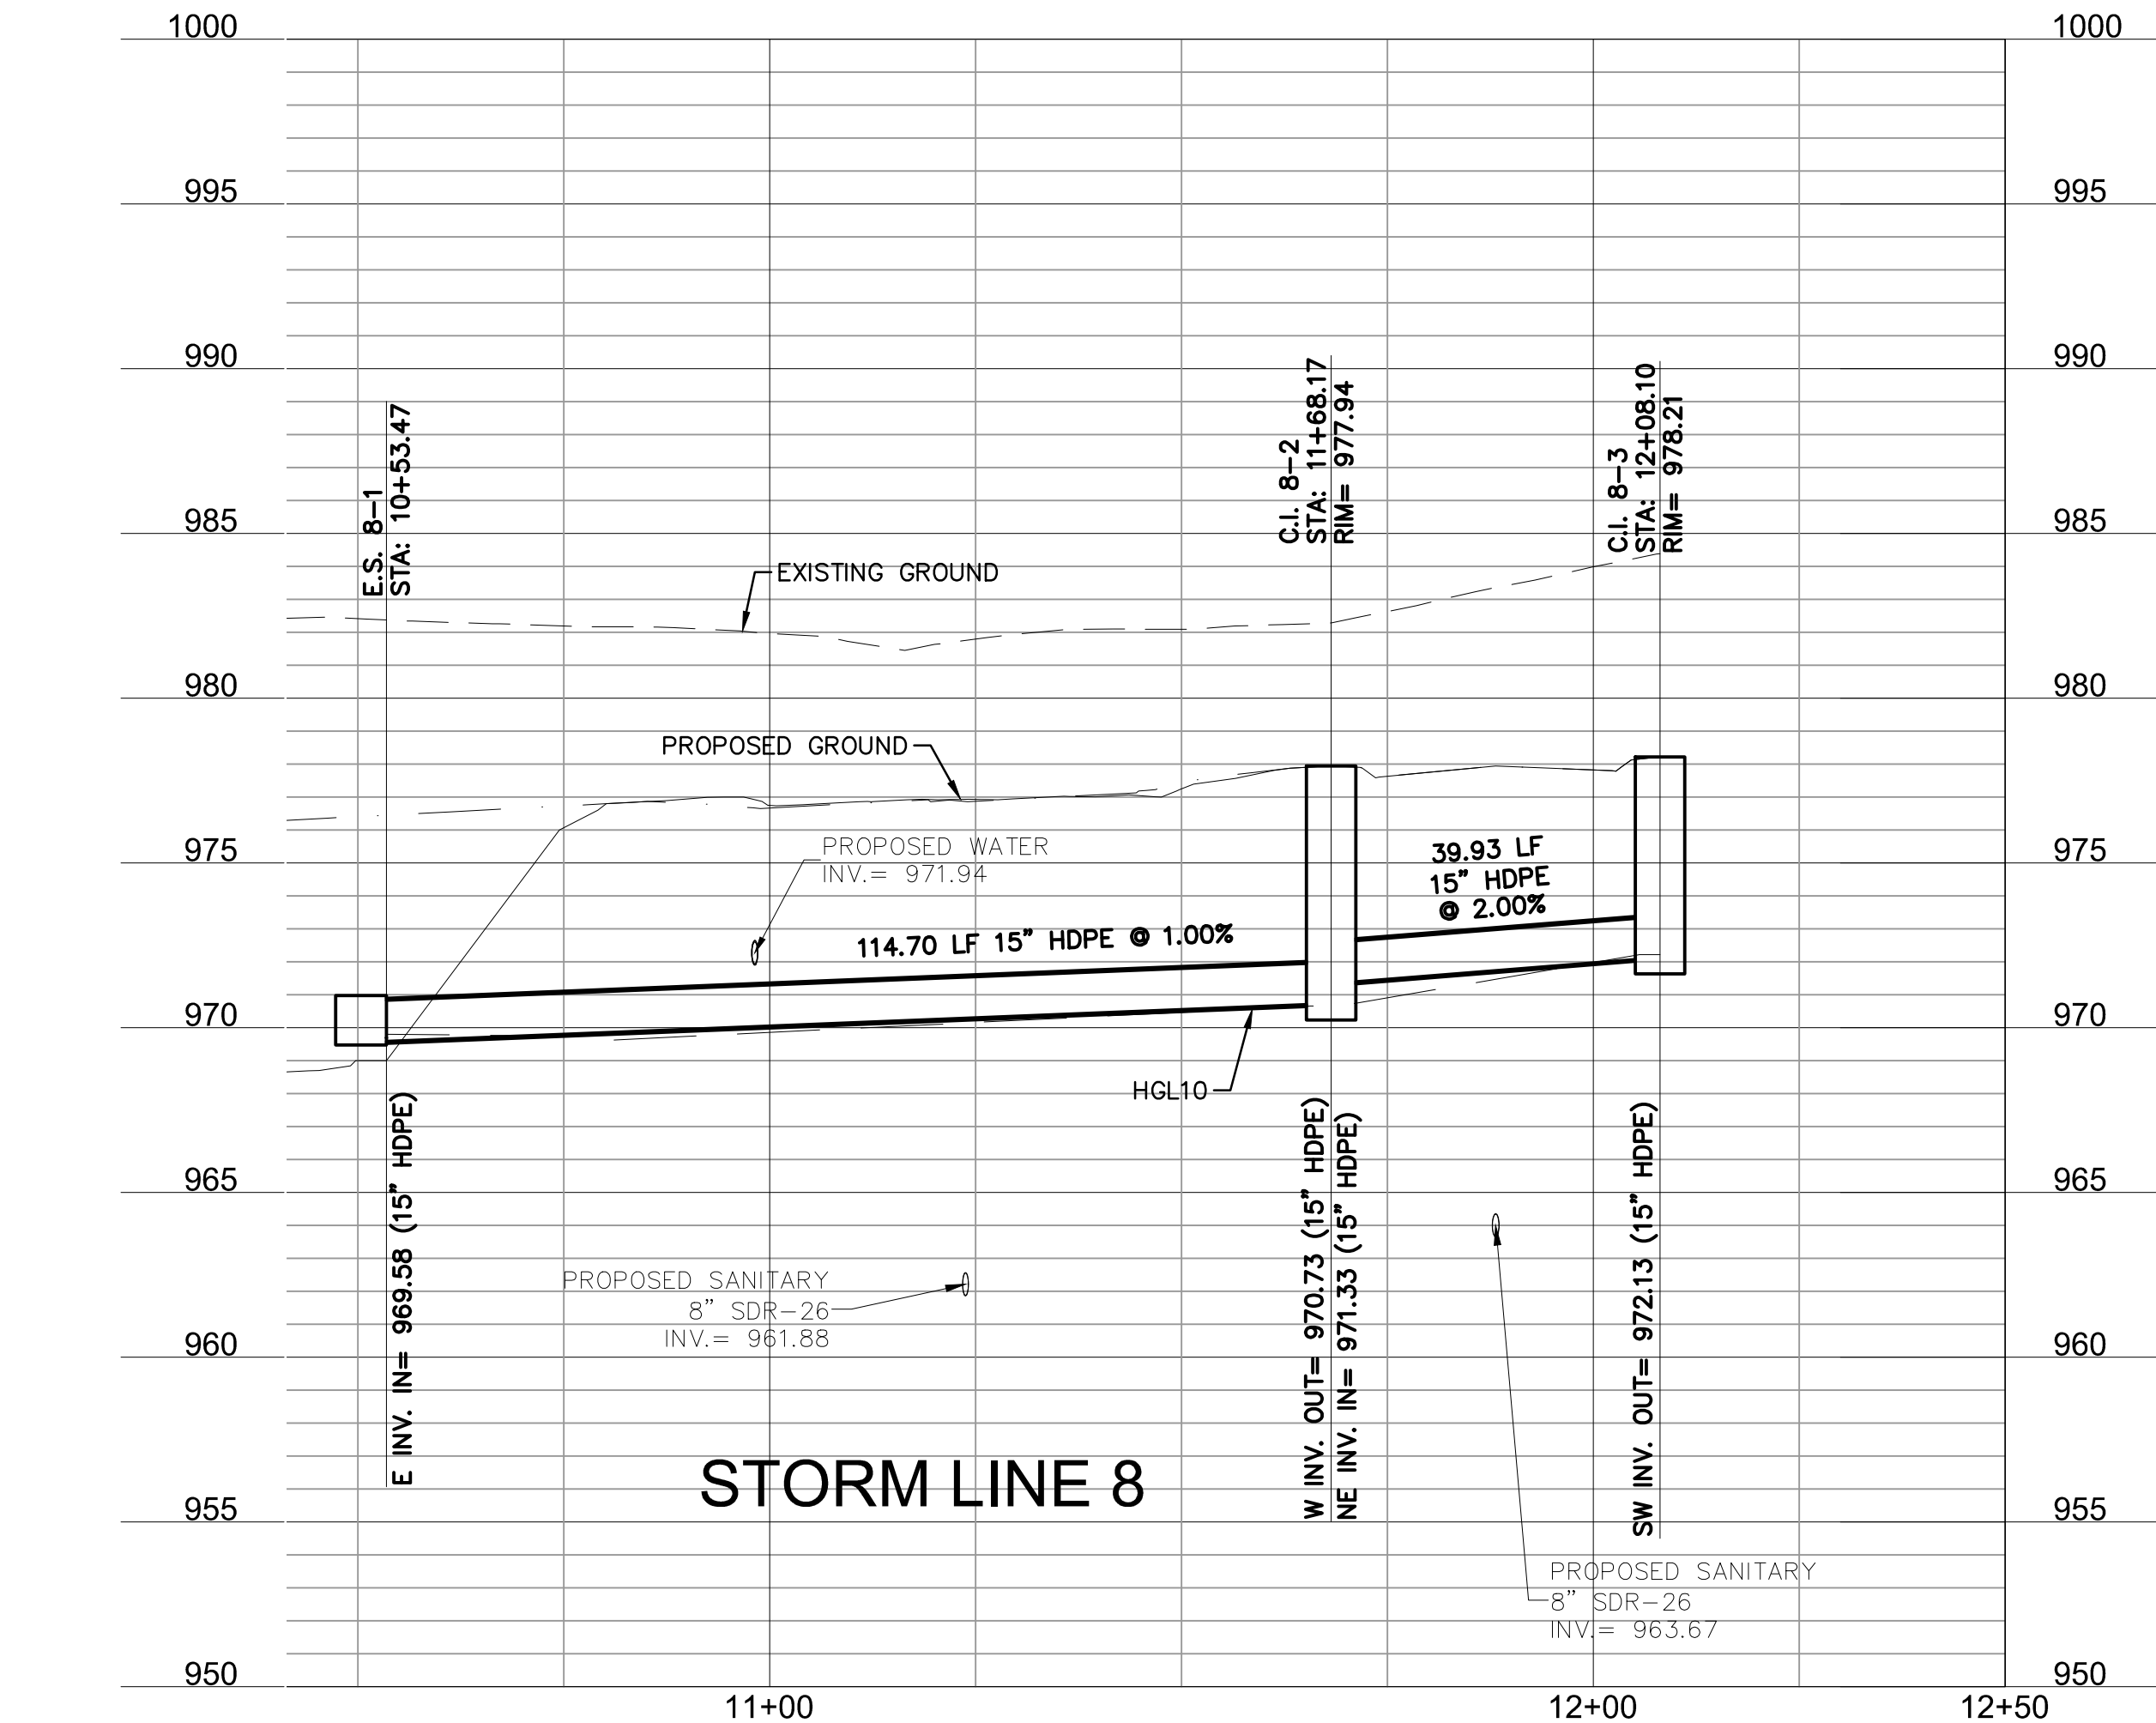 1000
1000
995
995
990
990
985
985
980
980
975
975
970
970
965
965
960
960
955
955
950
950
E.S. 8-1
STA: 10+53.47
C.I. 8-2
STA: 11+68.17
RIM= 977.94
C.I. 8-3
STA: 12+08.10
RIM= 978.21
EXISTING GROUND
PROPOSED GROUND
PROPOSED WATER
INV.= 971.94
114.70 LF 15" HDPE @ 1.00%
39.93 LF
15" HDPE
@ 2.00%
HGL10
E INV. IN= 969.58 (15" HDPE)
W INV. OUT= 970.73 (15" HDPE)
NE INV. IN= 971.33 (15" HDPE)
SW INV. OUT= 972.13 (15" HDPE)
PROPOSED SANITARY
8" SDR-26
INV.= 961.88
STORM LINE 8
PROPOSED SANITARY
8" SDR-26
INV.= 963.67
11+00
12+00
12+50